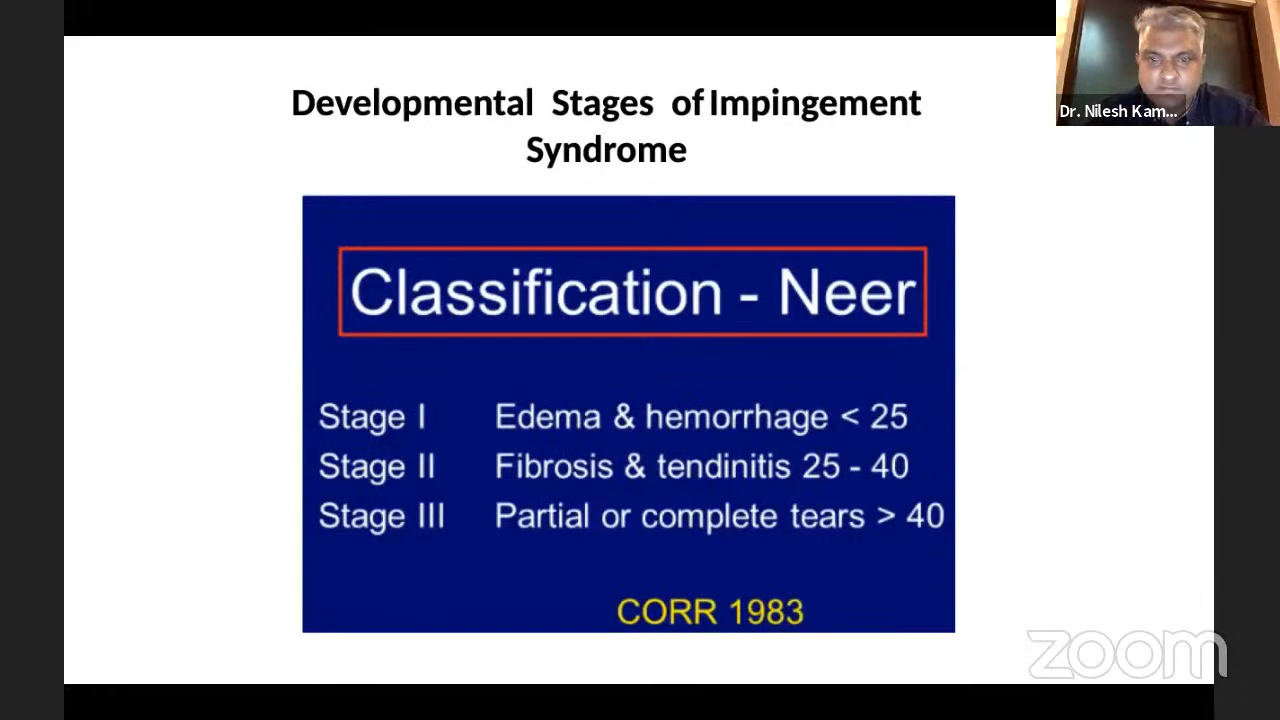 Developmental Stages of Impingement
Syndrome
Dr. Nilesh Kam...
Classification - Neer
Stage I Edema & hemorrhage < 25
Stage II Fibrosis & tendinitis 25 - 40
Stage III Partial or complete tears > 40
CORR 1983
zoom